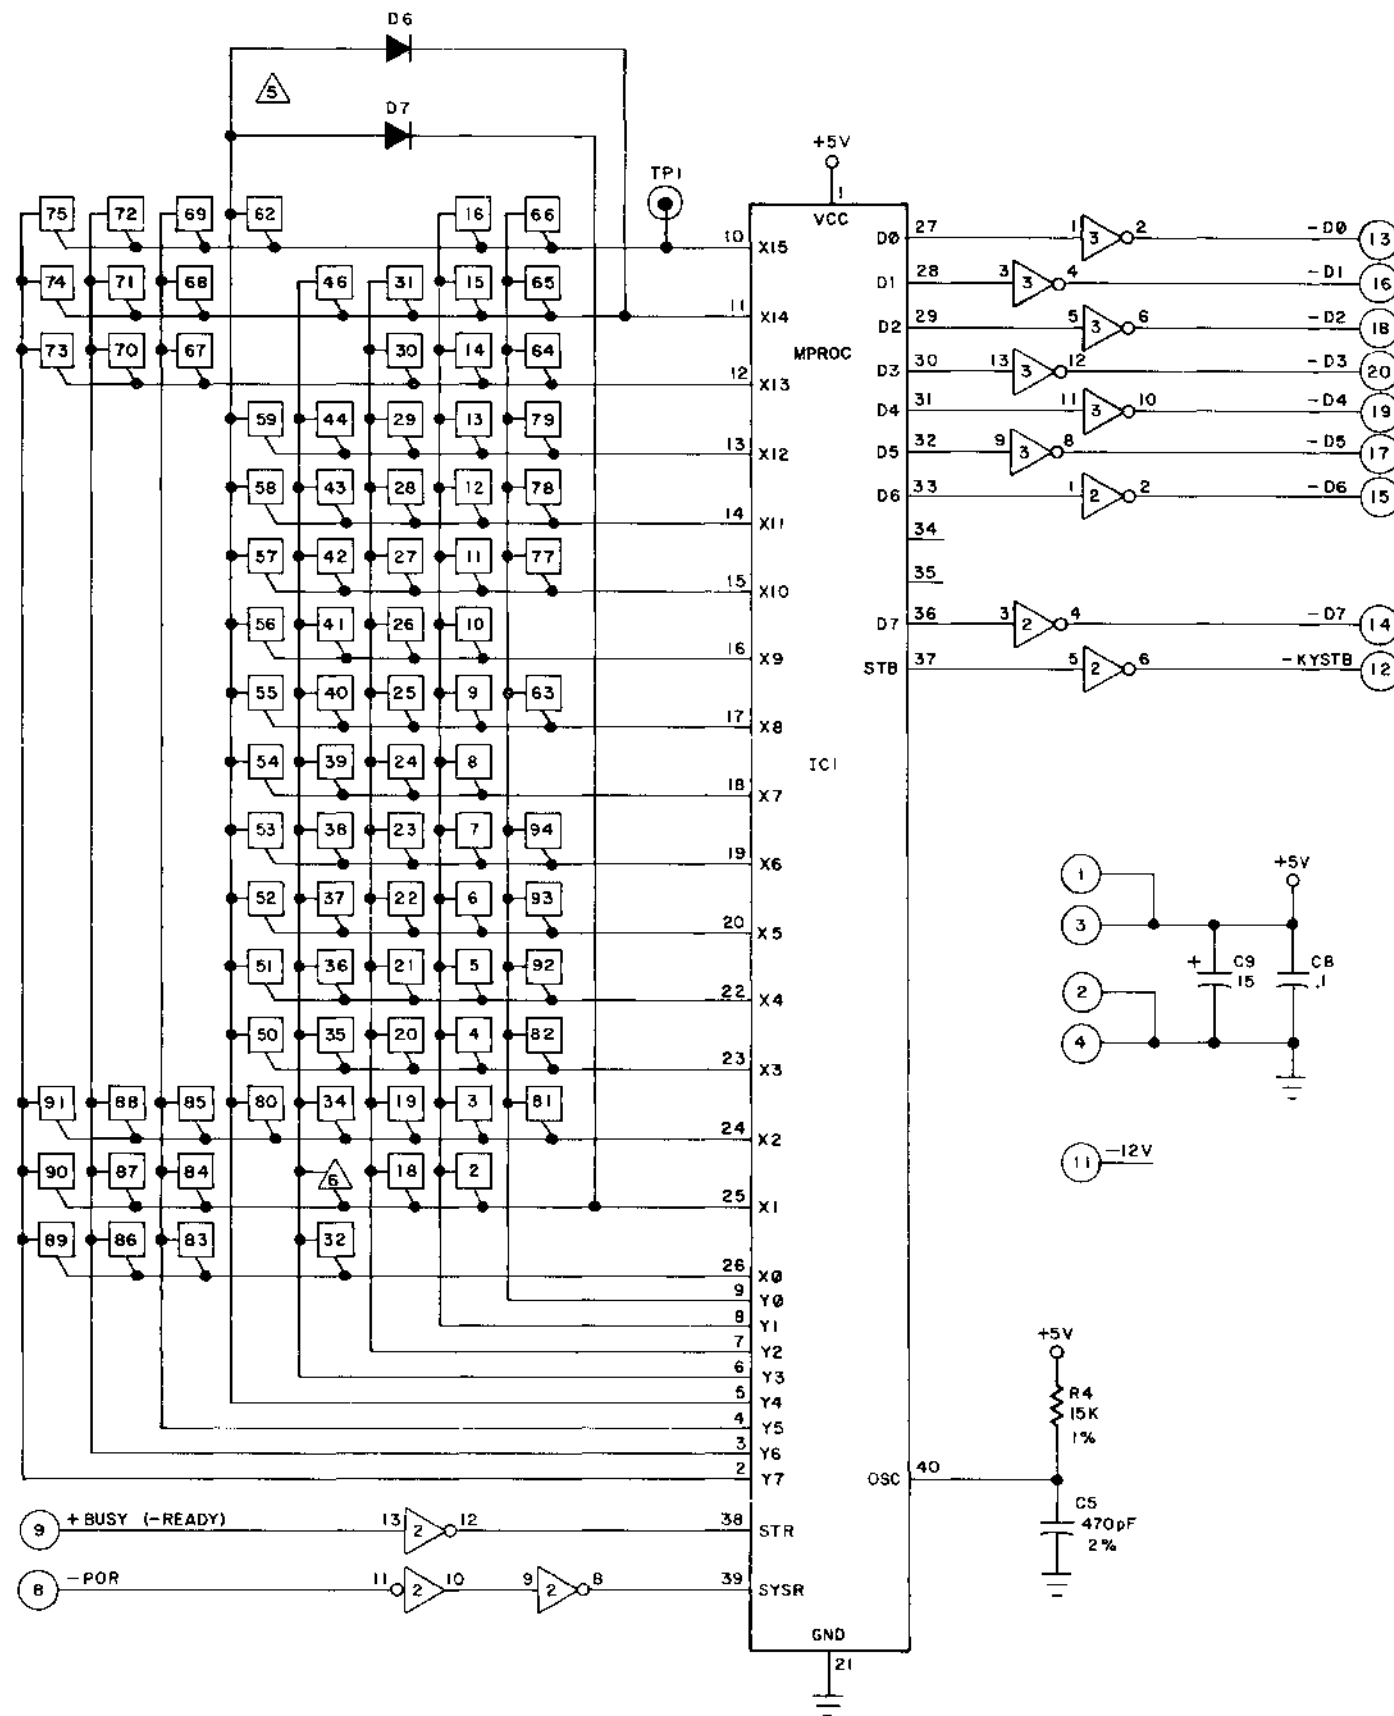 D6
5
D7
+5V
TP1
1
VCC
75 72 69 62 16 66 10 X15
D0 27 1 3 2 -D0 13
74 71 68 46 31 15 65 11 X14
D1 28 3 3 4 -D1 16
D2 29 5 3 6 -D2 18
MPROC
73 70 67 30 14 64 12 X13
D3 30 13 3 12 -D3 20
D4 31 11 3 10 -D4 19
59 44 29 13 79 13 X12
D5 32 9 3 8 -D5 17
58 43 28 12 78 14 X11
D6 33 1 2 2 -D6 15
34
57 42 27 11 77 15 X10
35
56 41 26 10 16 X9
D7 36 3 2 4 -D7 14
STB 37 5 2 6 -KYSTB 12
55 40 25 9 63 17 X8
IC1
54 39 24 8 18 X7
53 38 23 7 94 19 X6
52 37 22 6 93 20 X5
51 36 21 5 92 22 X4
50 35 20 4 82 23 X3
91 88 85 80 34 19 3 81 24 X2
90 87 84 6 18 2 25 X1
89 86 83 32 26 X0
1
+5V
3
+ C9
15
C8
.1
2
4
11 -12V
9 Y0
8 Y1
7 Y2
6 Y3
5 Y4
4 Y5
3 Y6
2 Y7
+5V
R4
15K
1%
OSC 40
C5
470pF
2%
9 +BUSY (-READY) 13 2 12 38 STR
8 -POR 11 2 10 9 2 8 39 SYSR
GND
21